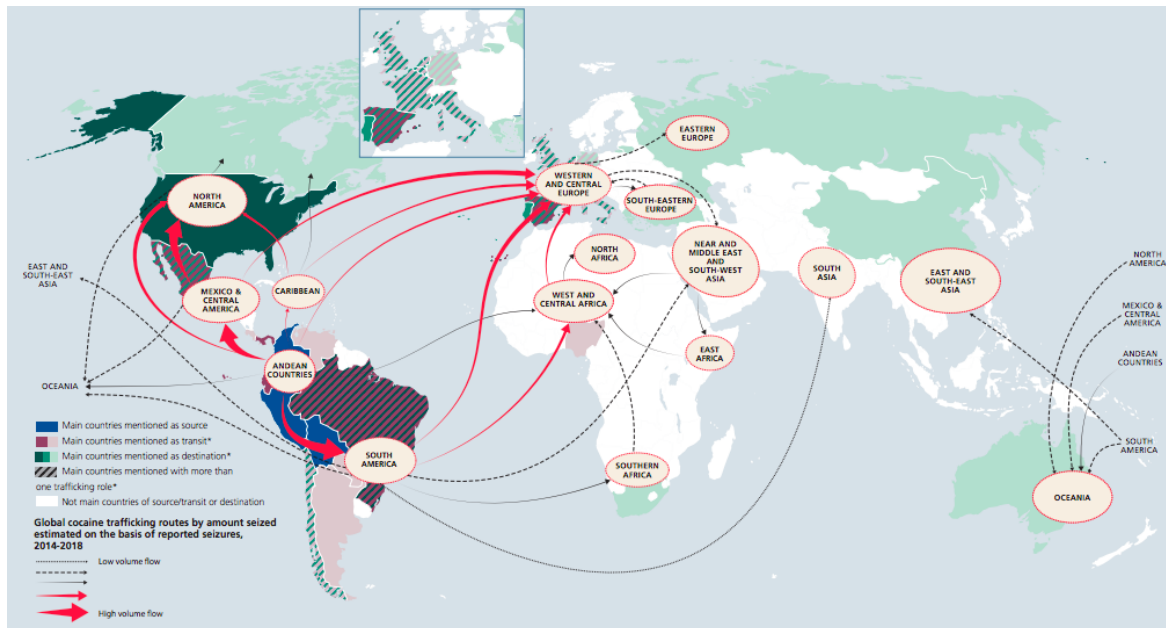 EASTERN
EUROPE
WESTERN
AND CENTRAL
EUROPE
NORTH
AMERICA
SOUTH-EASTERN
EUROPE
NORTH
AFRICA
NEAR AND
MIDDLE EAST
AND
SOUTH-WEST
ASIA
SOUTH
ASIA
EAST AND
SOUTH-EAST
ASIA
NORTH
AMERICA
EAST AND
SOUTH-EAST
ASIA
MEXICO &
CENTRAL
AMERICA
CARIBBEAN
WEST AND
CENTRAL AFRICA
MEXICO &
CENTRAL
AMERICA
EAST
AFRICA
ANDEAN
COUNTRIES
ANDEAN
COUNTRIES
OCEANIA
SOUTH
AMERICA
SOUTHERN
AFRICA
SOUTH
AMERICA
OCEANIA
Main countries mentioned as source
Main countries mentioned as transit*
Main countries mentioned as destination*
Main countries mentioned with more than
one trafficking role*
Not main countries of source/transit or destination
Global cocaine trafficking routes by amount seized
estimated on the basis of reported seizures,
2014-2018
Low volume flow
High volume flow